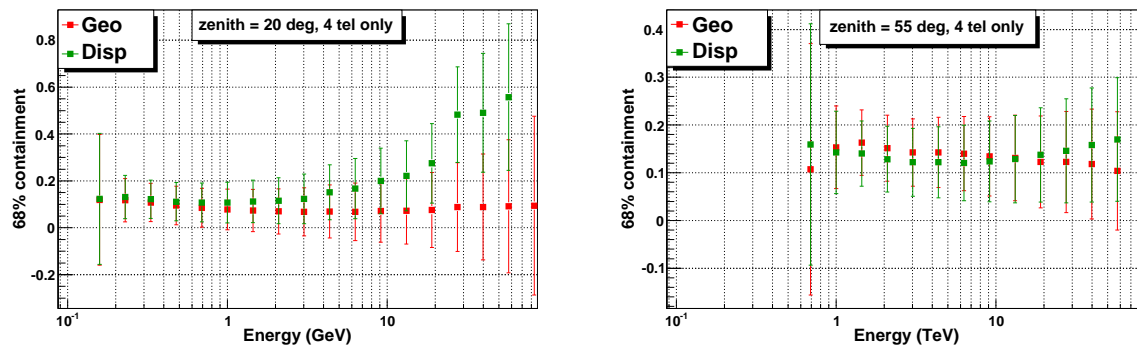 zenith = 20 deg, 4 tel only
Geo
Disp
68% containment
0.8
0.6
0.4
0.2
0
-0.2
10-1
1
10
Energy (GeV)
zenith = 55 deg, 4 tel only
Geo
Disp
68% containment
0.4
0.3
0.2
0.1
0
-0.1
10-1
1
10
Energy (TeV)